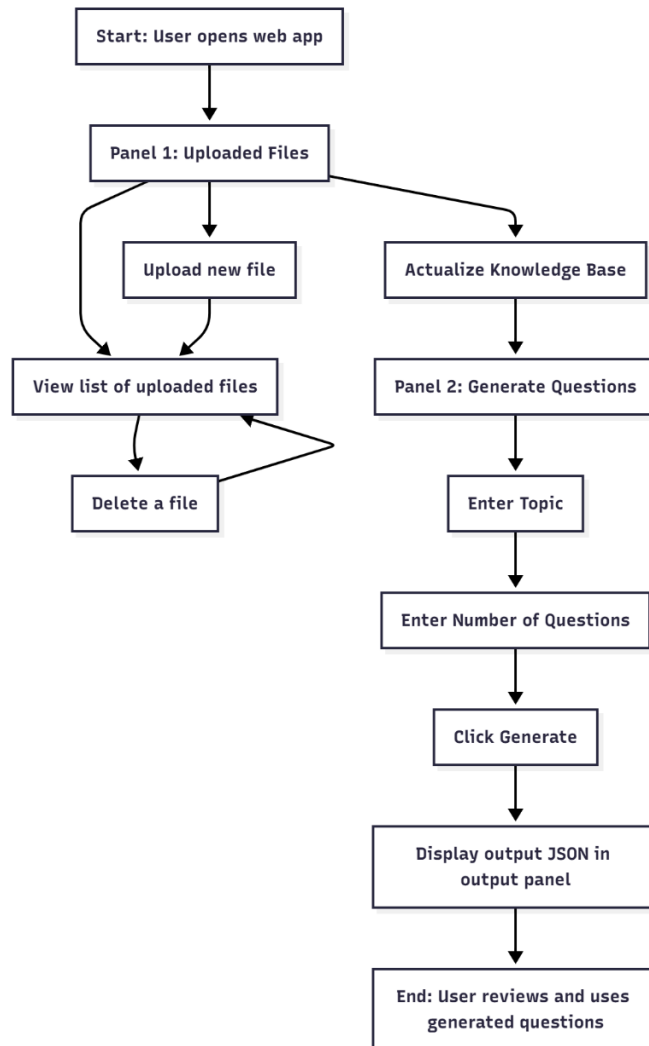 Start: User opens web app
Panel 1: Uploaded Files
Upload new file
Actualize Knowledge Base
View list of uploaded files
Panel 2: Generate Questions
Delete a file
Enter Topic
Enter Number of Questions
Click Generate
Display output JSON in
output panel
End: User reviews and uses
generated questions